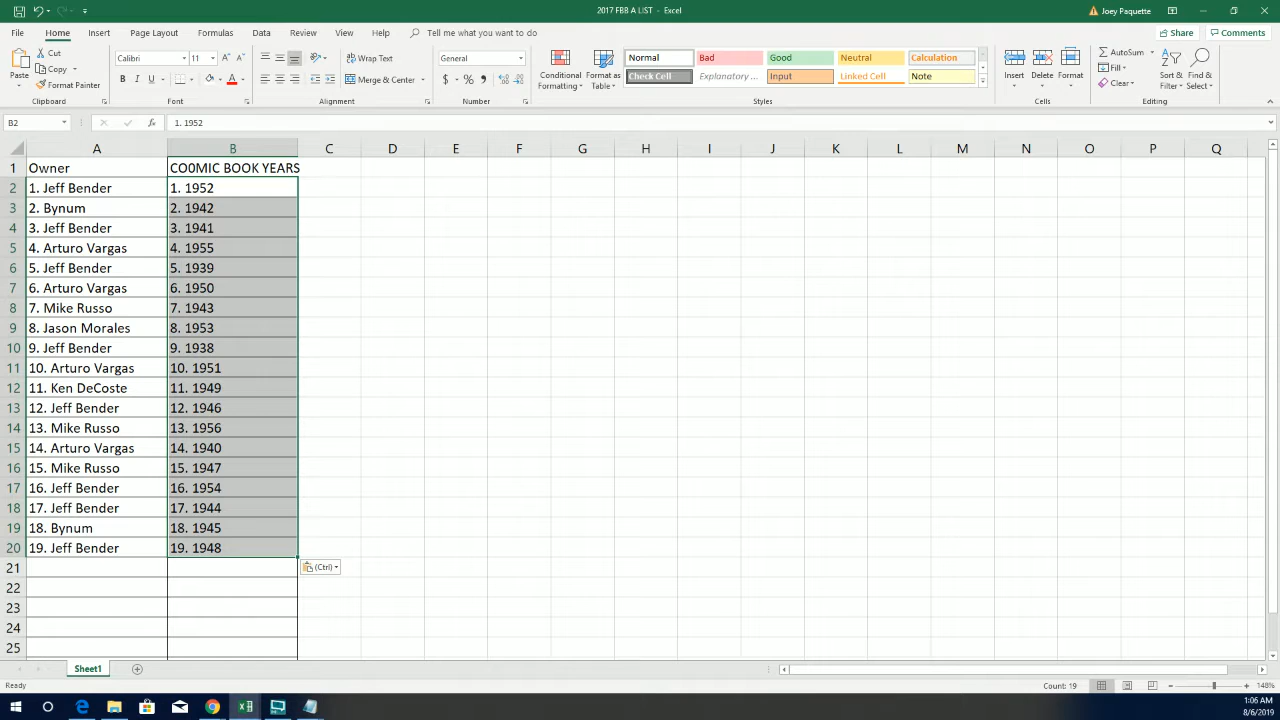 2017 FBB A LIST - Excel
Joey Paquette
File Home Insert Page Layout Formulas Data Review View Help Tell me what you want to do
Share Comments
Paste
Cut
Copy
Format Painter
Clipboard
Calibri 11
B I U A
Font
Wrap Text
Merge & Center
Alignment
General
$ %
Number
Conditional Formatting
Format as Table
Normal Bad Good Neutral Calculation
Check Cell Explanatory ... Input Linked Cell Note
Styles
Insert Delete Format
Cells
AutoSum
Fill
Clear
Sort & Filter
Find & Select
Editing
B2 fx 1. 1952
A B C D E F G H I J K L M N O P Q
1 Owner CO0MIC BOOK YEARS
2 1. Jeff Bender 1. 1952
3 2. Bynum 2. 1942
4 3. Jeff Bender 3. 1941
5 4. Arturo Vargas 4. 1955
6 5. Jeff Bender 5. 1939
7 6. Arturo Vargas 6. 1950
8 7. Mike Russo 7. 1943
9 8. Jason Morales 8. 1953
10 9. Jeff Bender 9. 1938
11 10. Arturo Vargas 10. 1951
12 11. Ken DeCoste 11. 1949
13 12. Jeff Bender 12. 1946
14 13. Mike Russo 13. 1956
15 14. Arturo Vargas 14. 1940
16 15. Mike Russo 15. 1947
17 16. Jeff Bender 16. 1954
18 17. Jeff Bender 17. 1944
19 18. Bynum 18. 1945
20 19. Jeff Bender 19. 1948
21 (Ctrl)
22
23
24
25
Sheet1
Ready Count: 19 148%
1:06 AM
8/6/2019